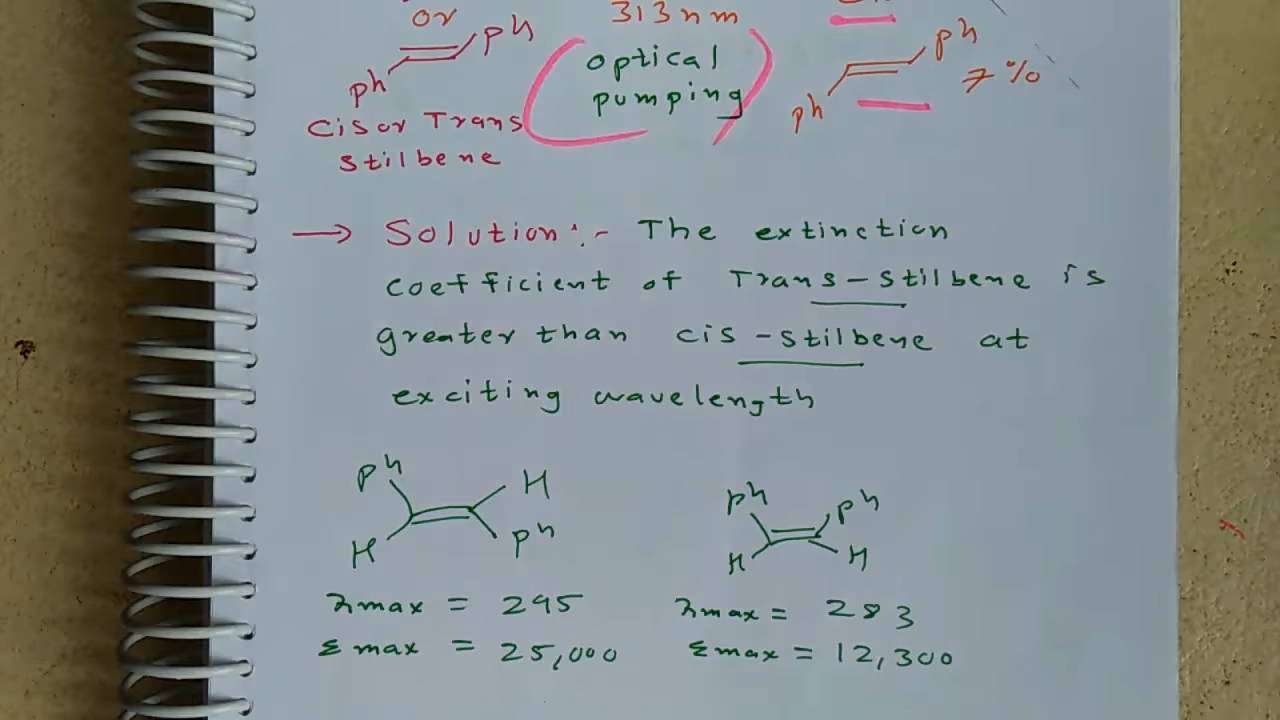 or 313nm
Ph Ph optical Ph Ph 7%
pumping
Cis or Trans
Stilbene
→ Solution:- The extinction
coefficient of Trans-stilbene is
greater than cis-stilbene at
exciting wavelength
Ph H Ph Ph
H Ph H H
λmax = 295 λmax = 283
εmax = 25,000 εmax = 12,300